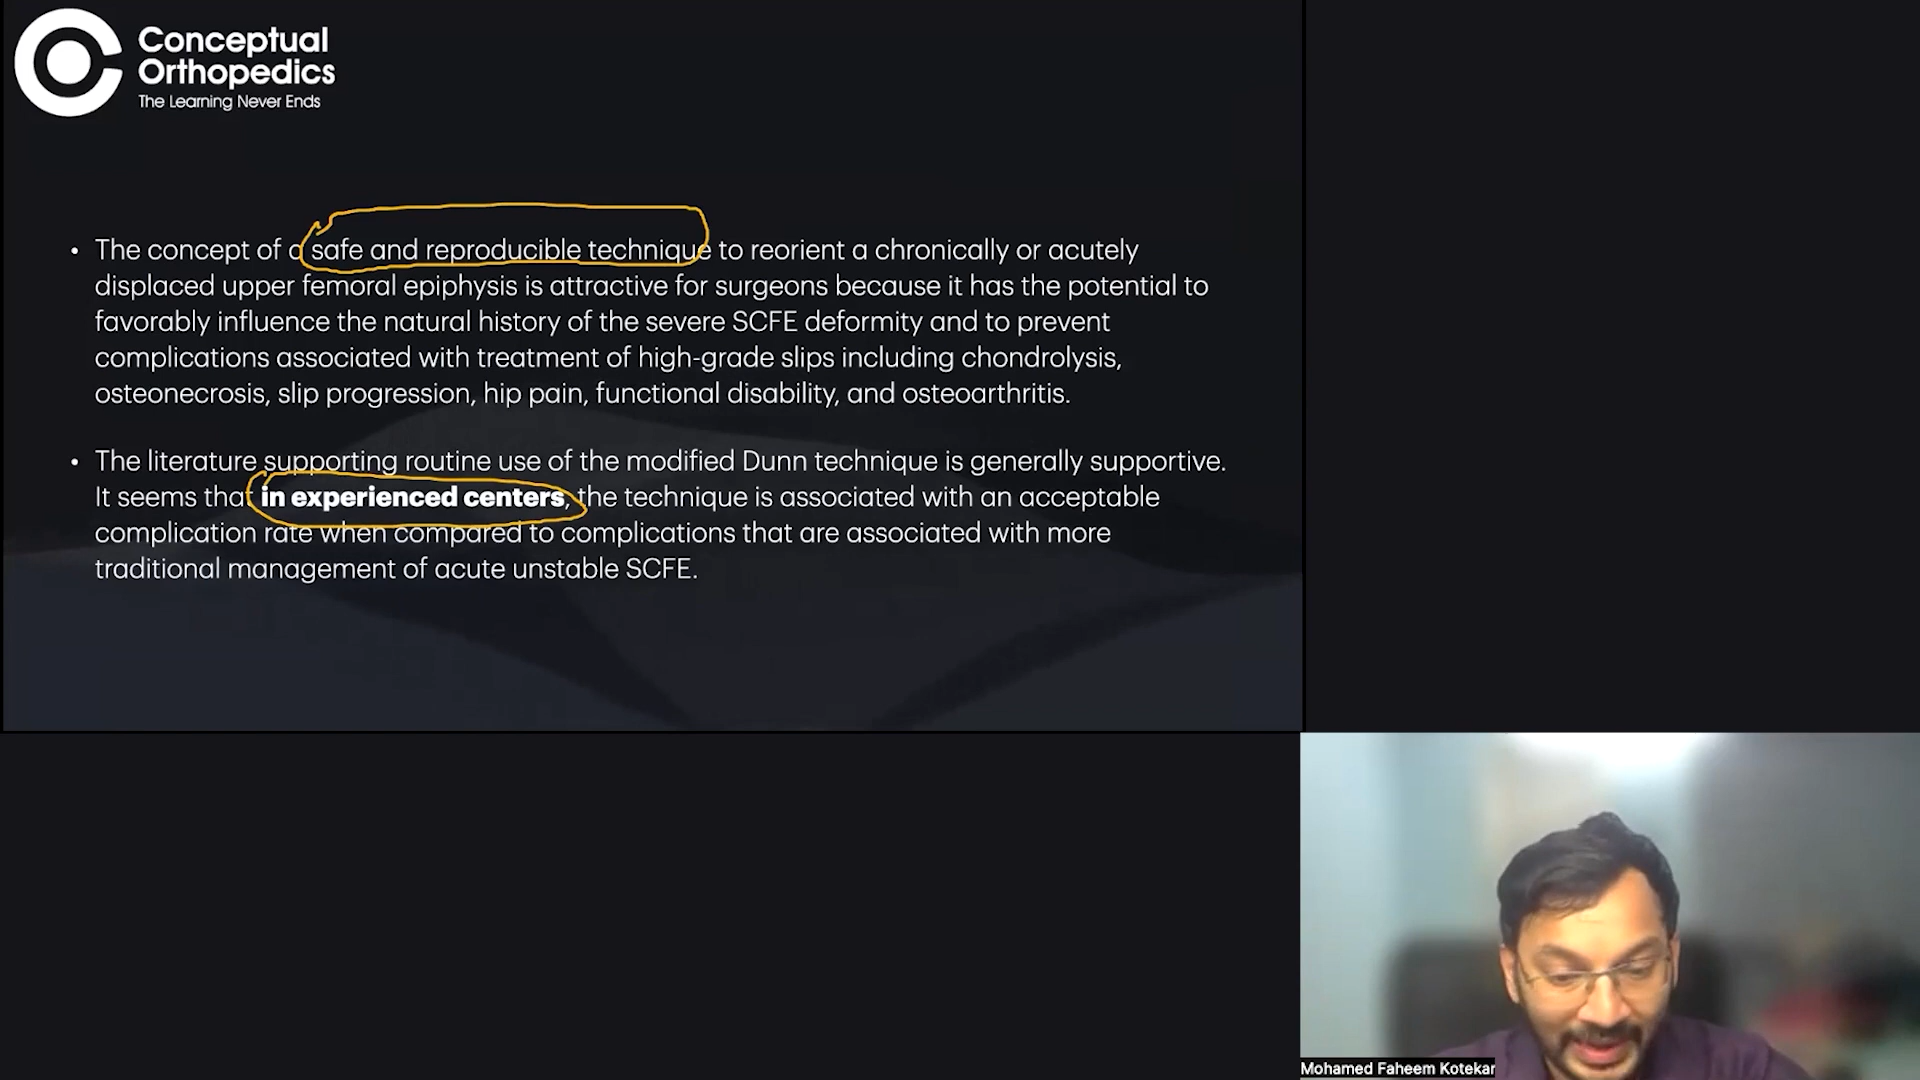 Conceptual
Orthopedics
The Learning Never Ends
• The concept of a safe and reproducible technique to reorient a chronically or acutely
displaced upper femoral epiphysis is attractive for surgeons because it has the potential to
favorably influence the natural history of the severe SCFE deformity and to prevent
complications associated with treatment of high-grade slips including chondrolysis,
osteonecrosis, slip progression, hip pain, functional disability, and osteoarthritis.
• The literature supporting routine use of the modified Dunn technique is generally supportive.
It seems that in experienced centers, the technique is associated with an acceptable
complication rate when compared to complications that are associated with more
traditional management of acute unstable SCFE.
Mohamed Faheem Kotekar